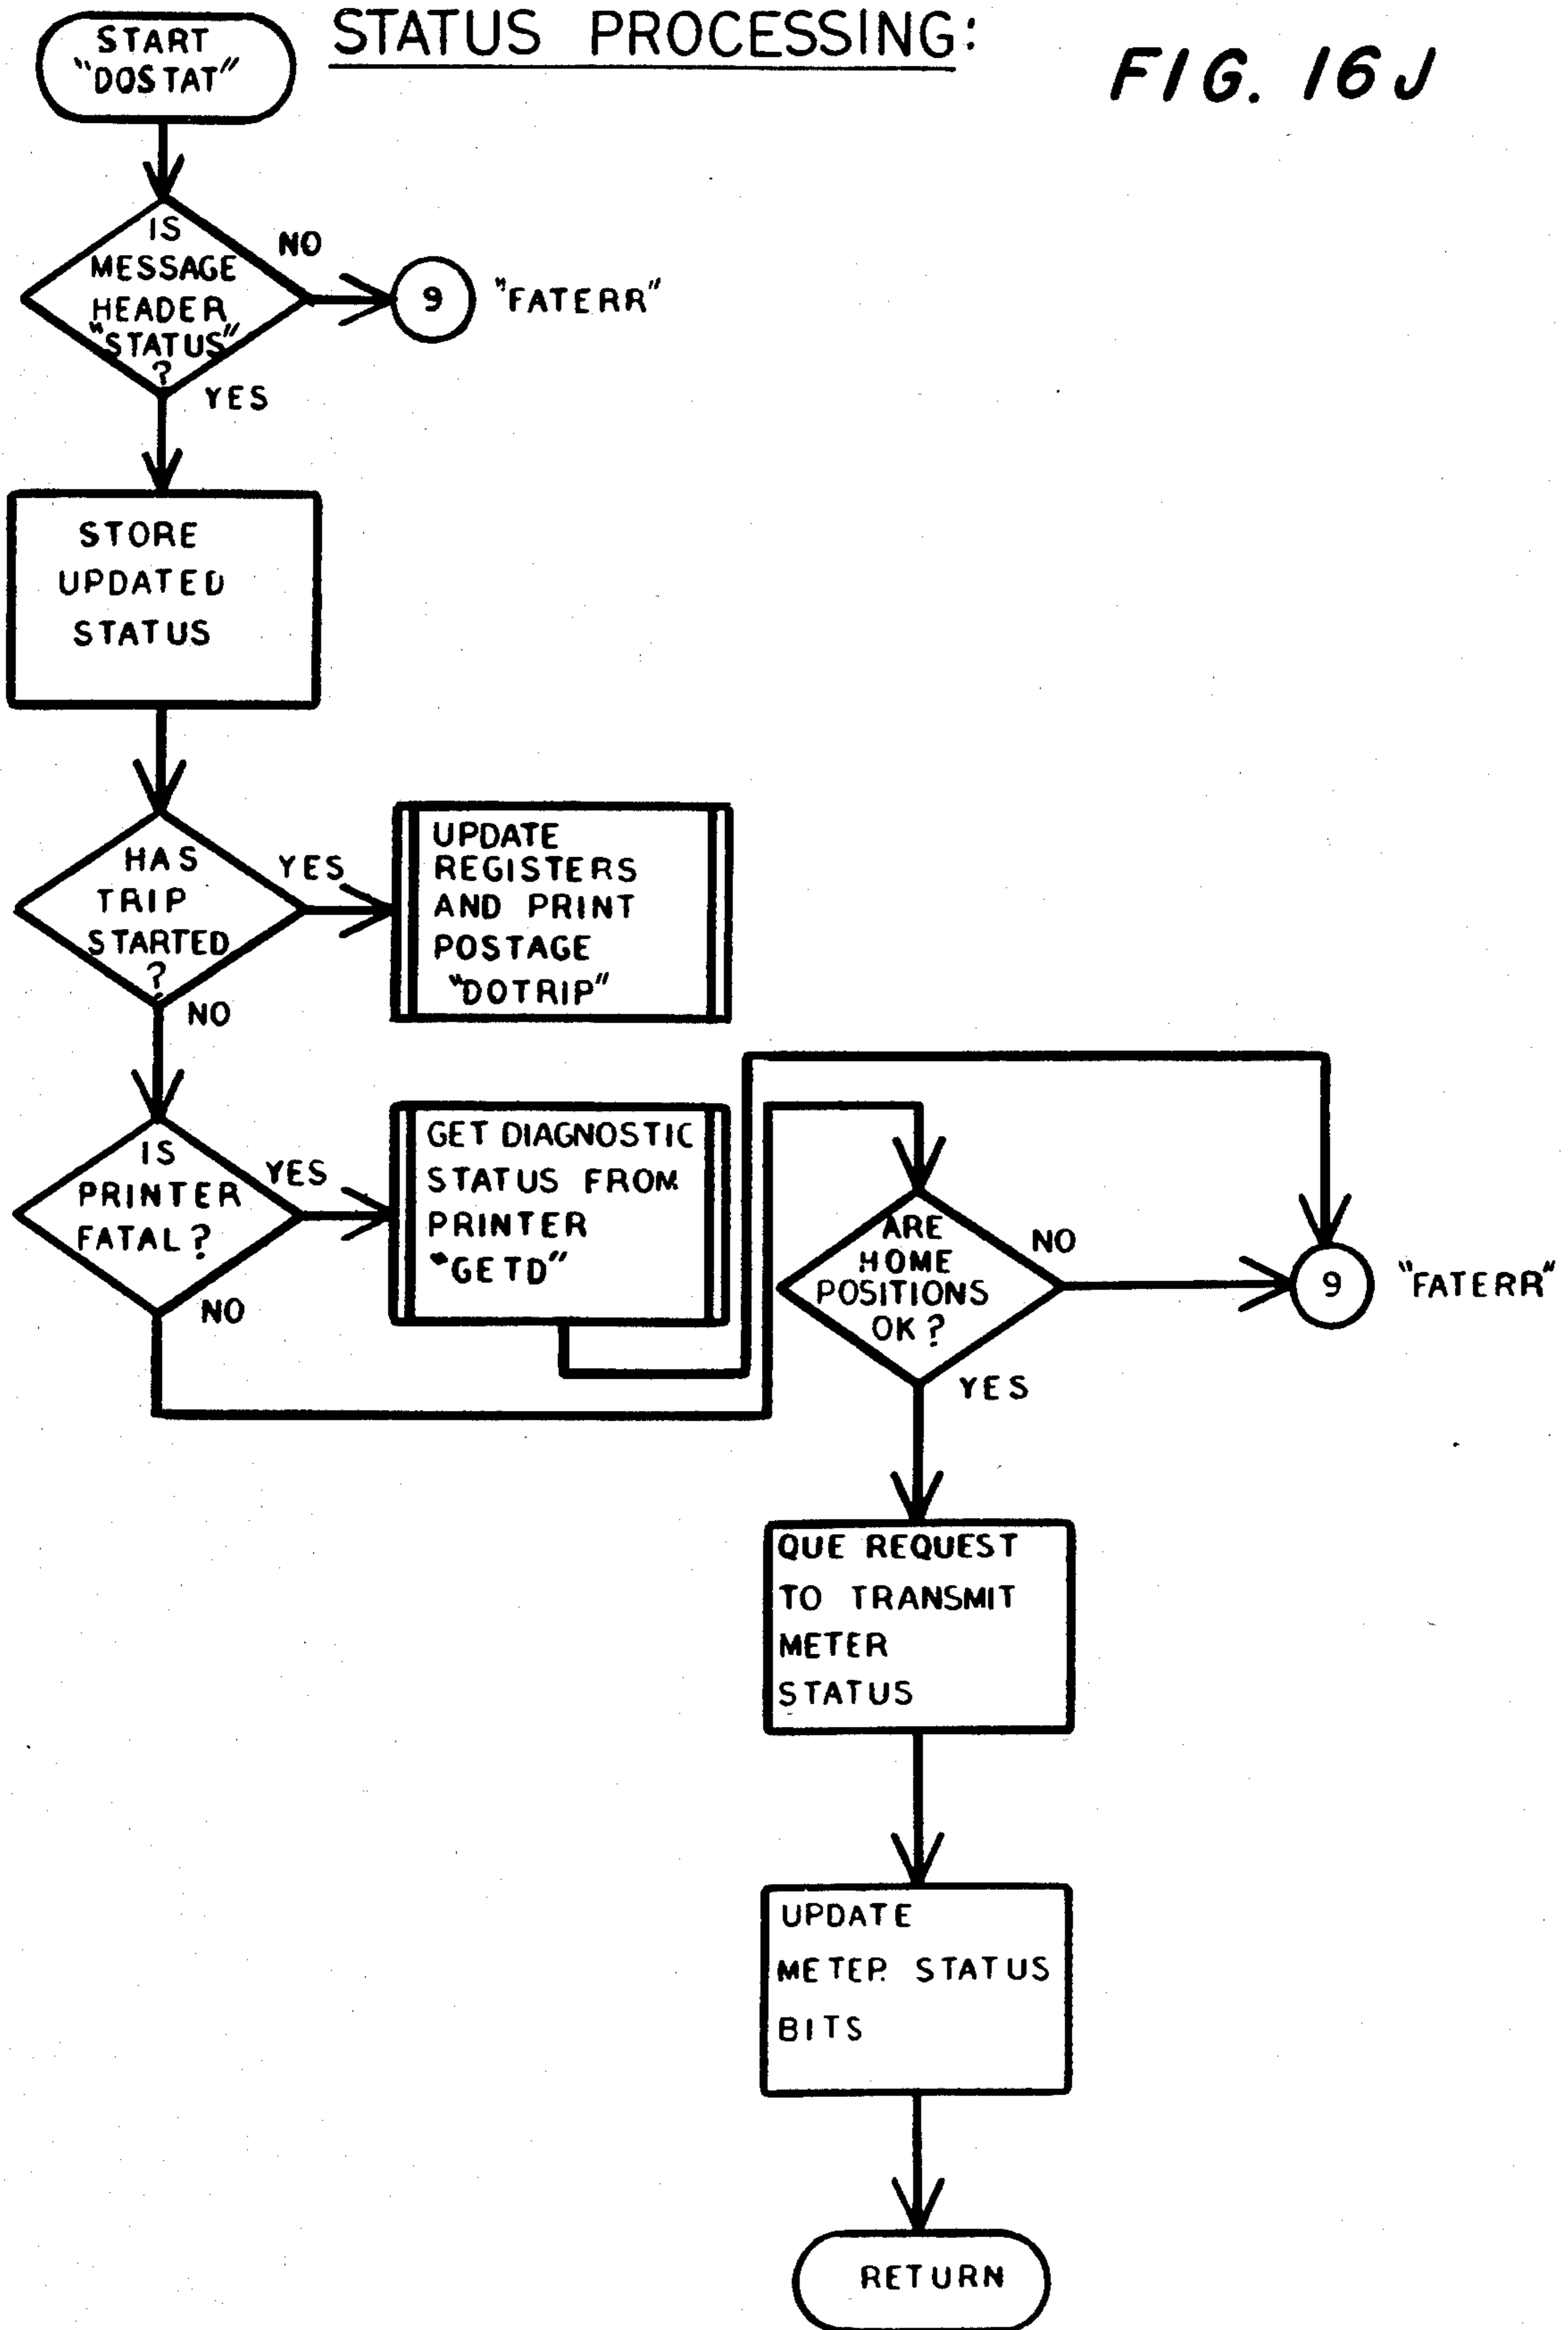 START
"DOSTAT"
STATUS PROCESSING:
FIG. 16J
IS
MESSAGE
HEADER
"STATUS"
?
NO
9
"FATERR"
YES
STORE
UPDATED
STATUS
HAS
TRIP
STARTED
?
YES
UPDATE
REGISTERS
AND PRINT
POSTAGE
"DOTRIP"
NO
IS
PRINTER
FATAL?
YES
GET DIAGNOSTIC
STATUS FROM
PRINTER
"GETD"
NO
ARE
HOME
POSITIONS
OK?
NO
9
"FATERR"
YES
QUE REQUEST
TO TRANSMIT
METER
STATUS
UPDATE
METER STATUS
BITS
RETURN